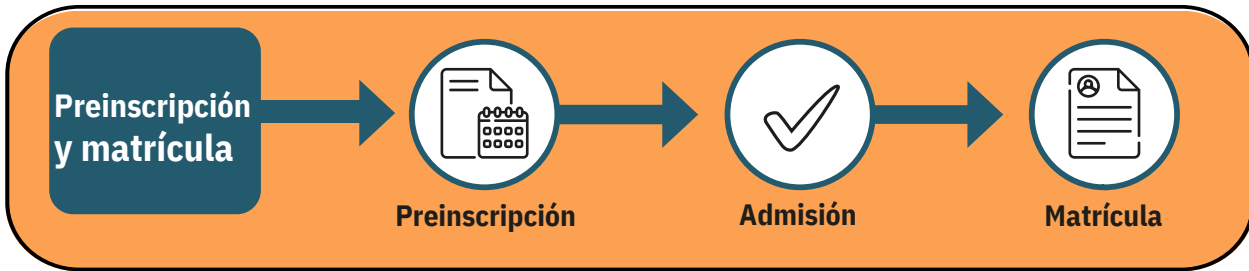 Preinscripción
y matrícula
Preinscripción
Admisión
Matrícula